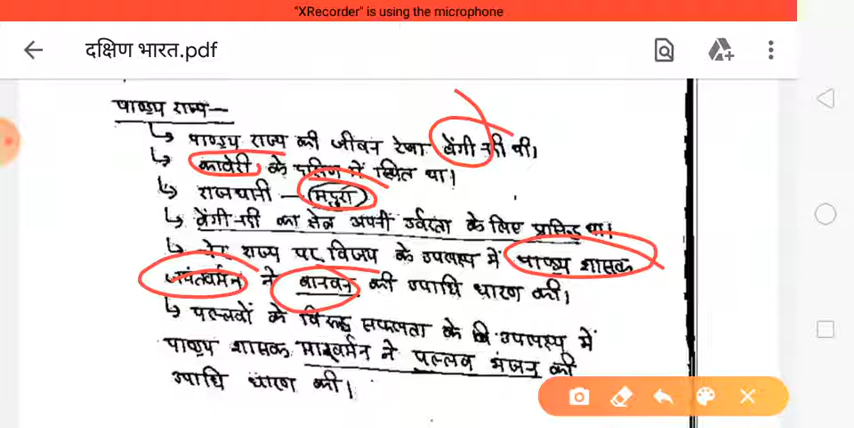 "XRecorder" is using the microphone
दक्षिण भारत.pdf
पाण्ड्य राज्य—
↳ पाण्ड्य राज्य की जीवन रेखा वेंगी नदी थी।
↳ कावेरी के दक्षिण में स्थित था।
↳ राजधानी — (मदुरा)
↳ वेंगी नदी का क्षेत्र अपनी उर्वरता के लिए प्रसिद्ध था।
↳ चेर राज्य पर विजय के उपलक्ष्य में पाण्ड्य शासक
जयंतवर्मन ने वानवन की उपाधि धारण की।
↳ पल्लवों के विरुद्ध सफलता के उपलक्ष्य में
पाण्ड्य शासक मारवर्मन ने पल्लव भंजन की
उपाधि धारण की।